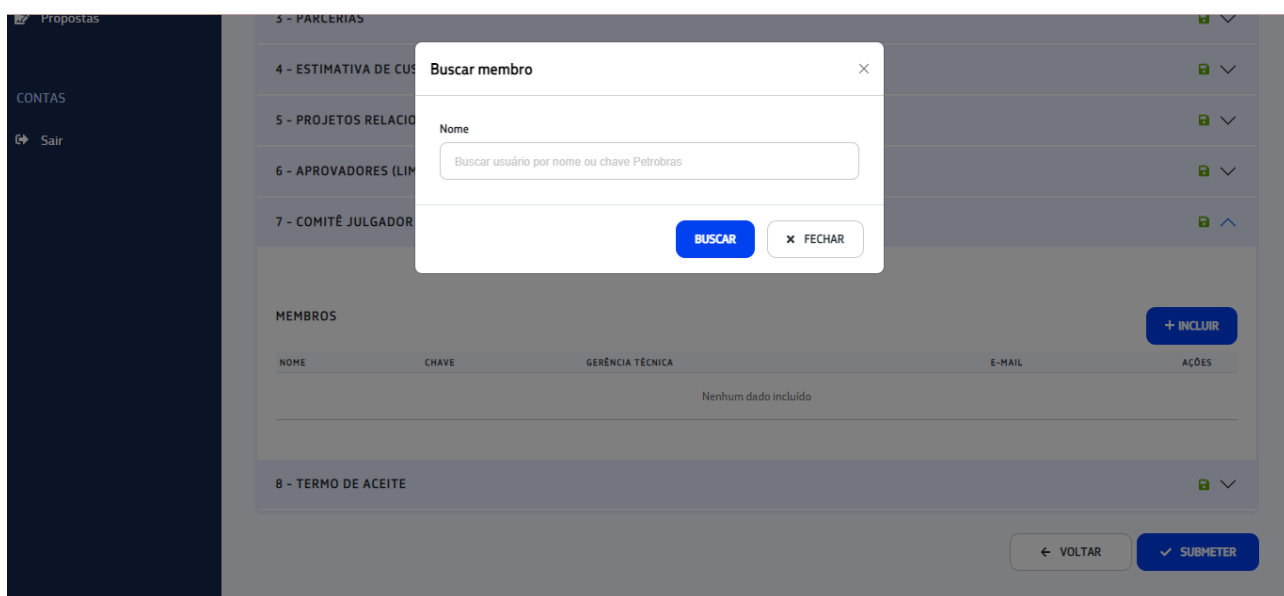 Propostas
CONTAS
Sair
3 - PARCERIAS
4 - ESTIMATIVA DE CUS
5 - PROJETOS RELACIO
6 - APROVADORES (LIM
7 - COMITÊ JULGADOR
Buscar membro
Nome
Buscar usuário por nome ou chave Petrobras
BUSCAR
× FECHAR
MEMBROS
+ INCLUIR
NOME CHAVE GERÊNCIA TÉCNICA E-MAIL AÇÕES
Nenhum dado incluído
8 - TERMO DE ACEITE
← VOLTAR
✓ SUBMETER